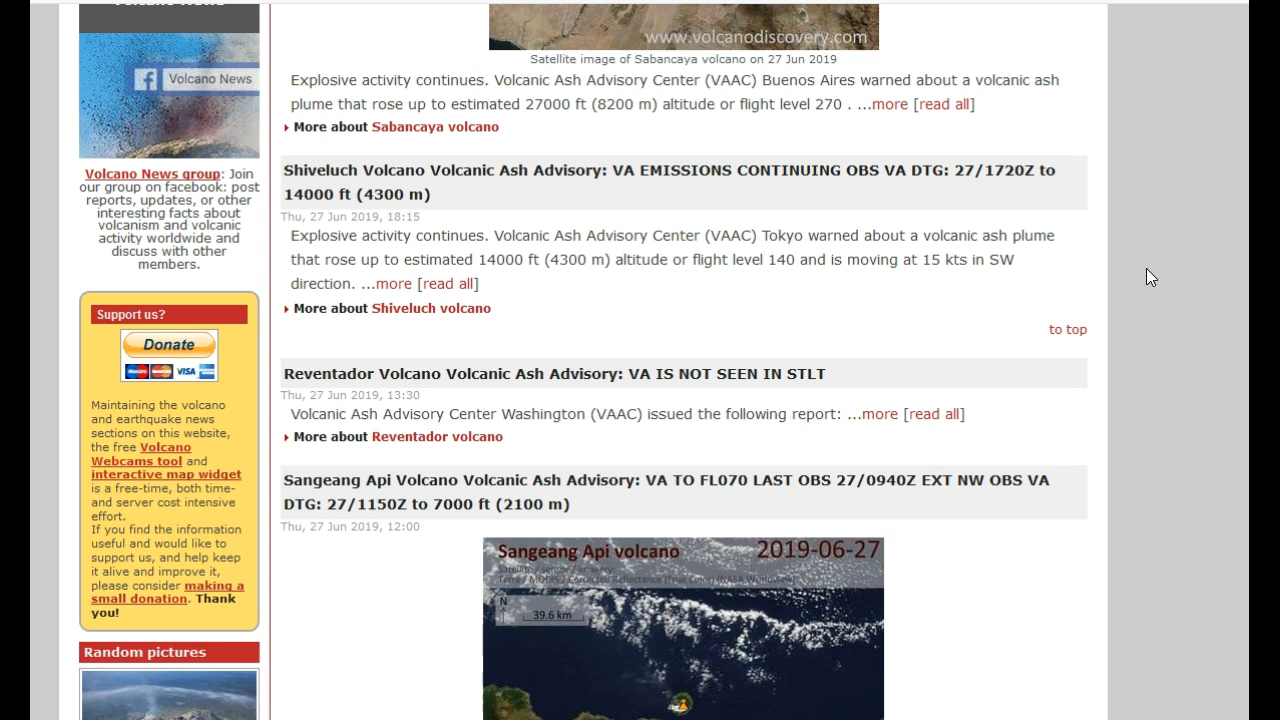 Volcano News
www.volcanodiscovery.com
Satellite image of Sabancaya volcano on 27 Jun 2019
Explosive activity continues. Volcanic Ash Advisory Center (VAAC) Buenos Aires warned about a volcanic ash
plume that rose up to estimated 27000 ft (8200 m) altitude or flight level 270 . ...more [read all]
More about Sabancaya volcano
Shiveluch Volcano Volcanic Ash Advisory: VA EMISSIONS CONTINUING OBS VA DTG: 27/1720Z to
14000 ft (4300 m)
Thu, 27 Jun 2019, 18:15
Explosive activity continues. Volcanic Ash Advisory Center (VAAC) Tokyo warned about a volcanic ash plume
that rose up to estimated 14000 ft (4300 m) altitude or flight level 140 and is moving at 15 kts in SW
direction. ...more [read all]
More about Shiveluch volcano
to top
Reventador Volcano Volcanic Ash Advisory: VA IS NOT SEEN IN STLT
Thu, 27 Jun 2019, 13:30
Volcanic Ash Advisory Center Washington (VAAC) issued the following report: ...more [read all]
More about Reventador volcano
Sangeang Api Volcano Volcanic Ash Advisory: VA TO FL070 LAST OBS 27/0940Z EXT NW OBS VA
DTG: 27/1150Z to 7000 ft (2100 m)
Thu, 27 Jun 2019, 12:00
Sangeang Api volcano
2019-06-27
Satellite / sensor / imagery:
Terra / MODIS / Corrected Reflectance (True Color) (NASA Worldview)
N
39.6 km
Volcano News
Volcano News group: Join
our group on facebook: post
reports, updates, or other
interesting facts about
volcanism and volcanic
activity worldwide and
discuss with other
members.
Support us?
Donate
VISA
Maintaining the volcano
and earthquake news
sections on this website,
the free Volcano
Webcams tool and
interactive map widget
is a free-time, both time-
and server cost intensive
effort.
If you find the information
useful and would like to
support us, and help keep
it alive and improve it,
please consider making a
small donation. Thank
you!
Random pictures